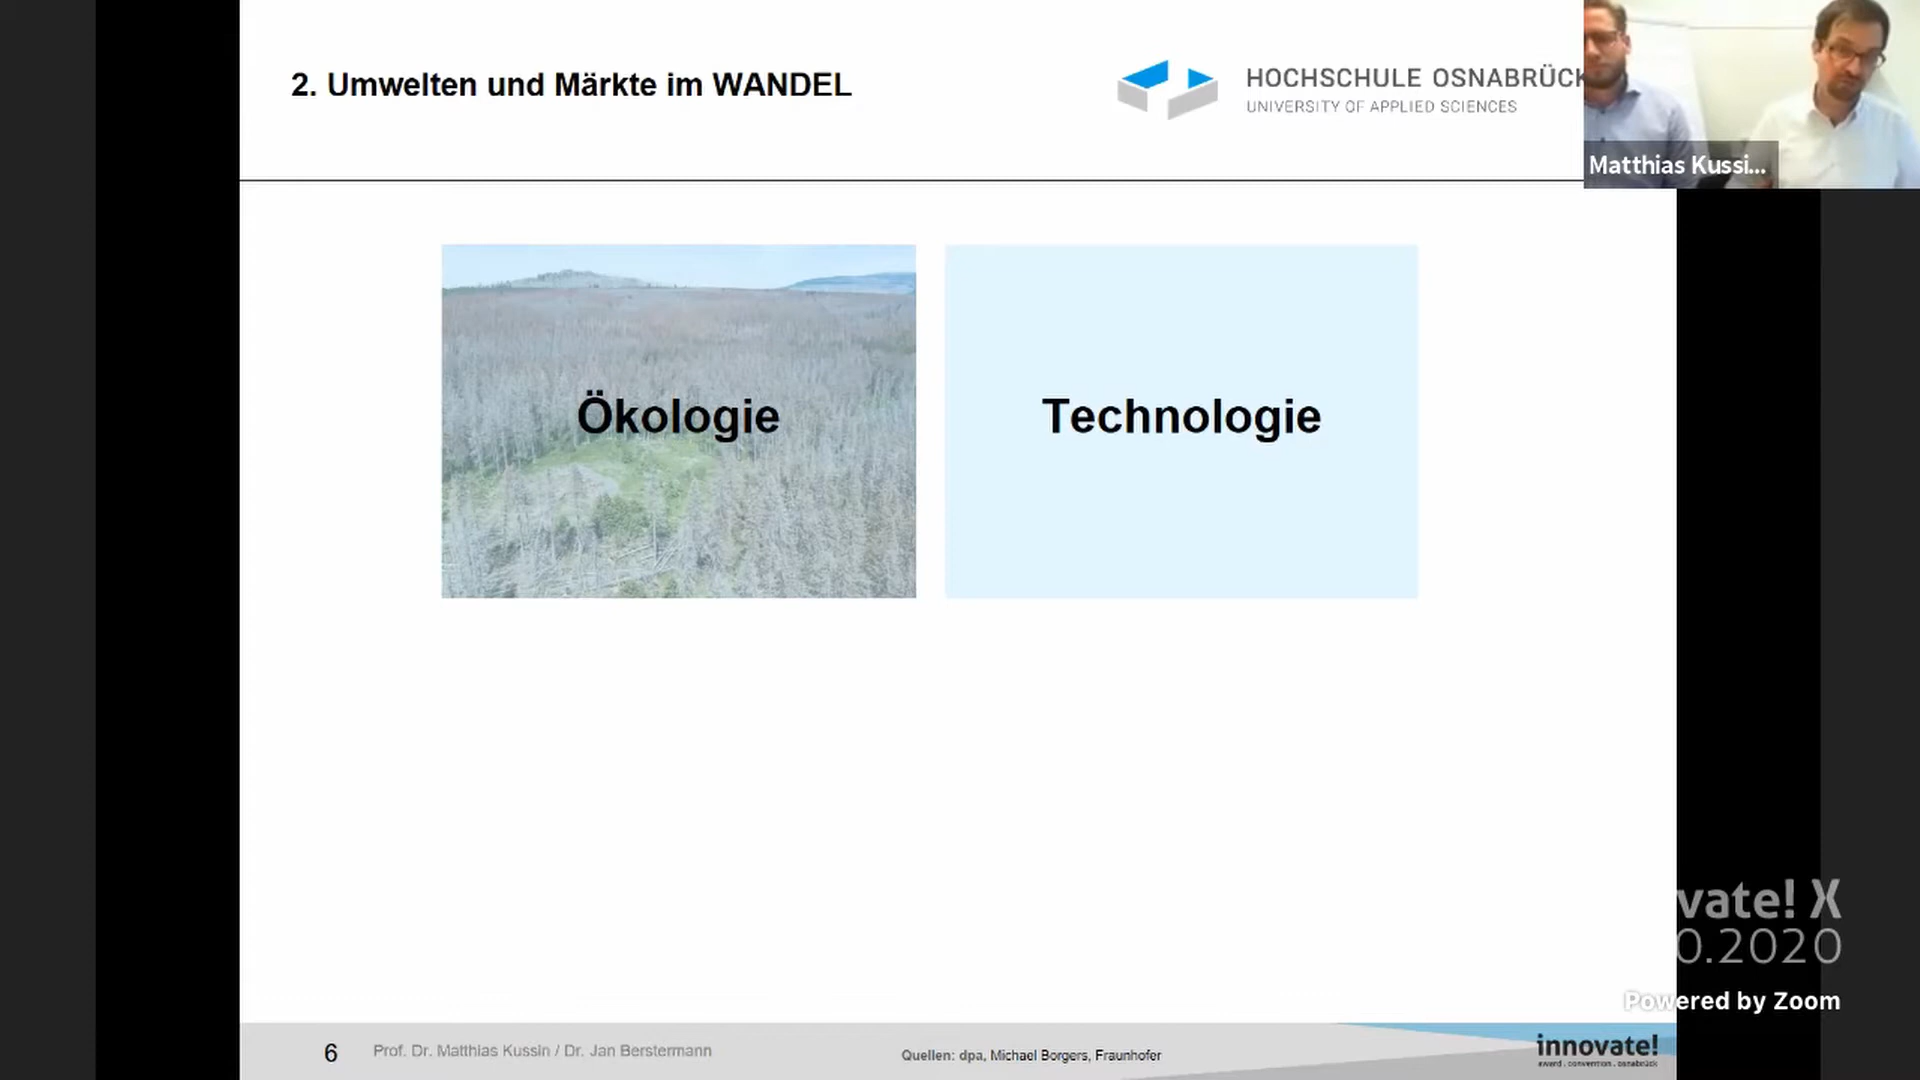 2. Umwelten und Märkte im WANDEL
HOCHSCHULE OSNABRÜCK
UNIVERSITY OF APPLIED SCIENCES
Matthias Kussi...
Ökologie
Technologie
vate! X
0.2020
Powered by Zoom
6
Prof. Dr. Matthias Kussin / Dr. Jan Berstermann
Quellen: dpa, Michael Borgers, Fraunhofer
innovate!
award . convention . osnabrück